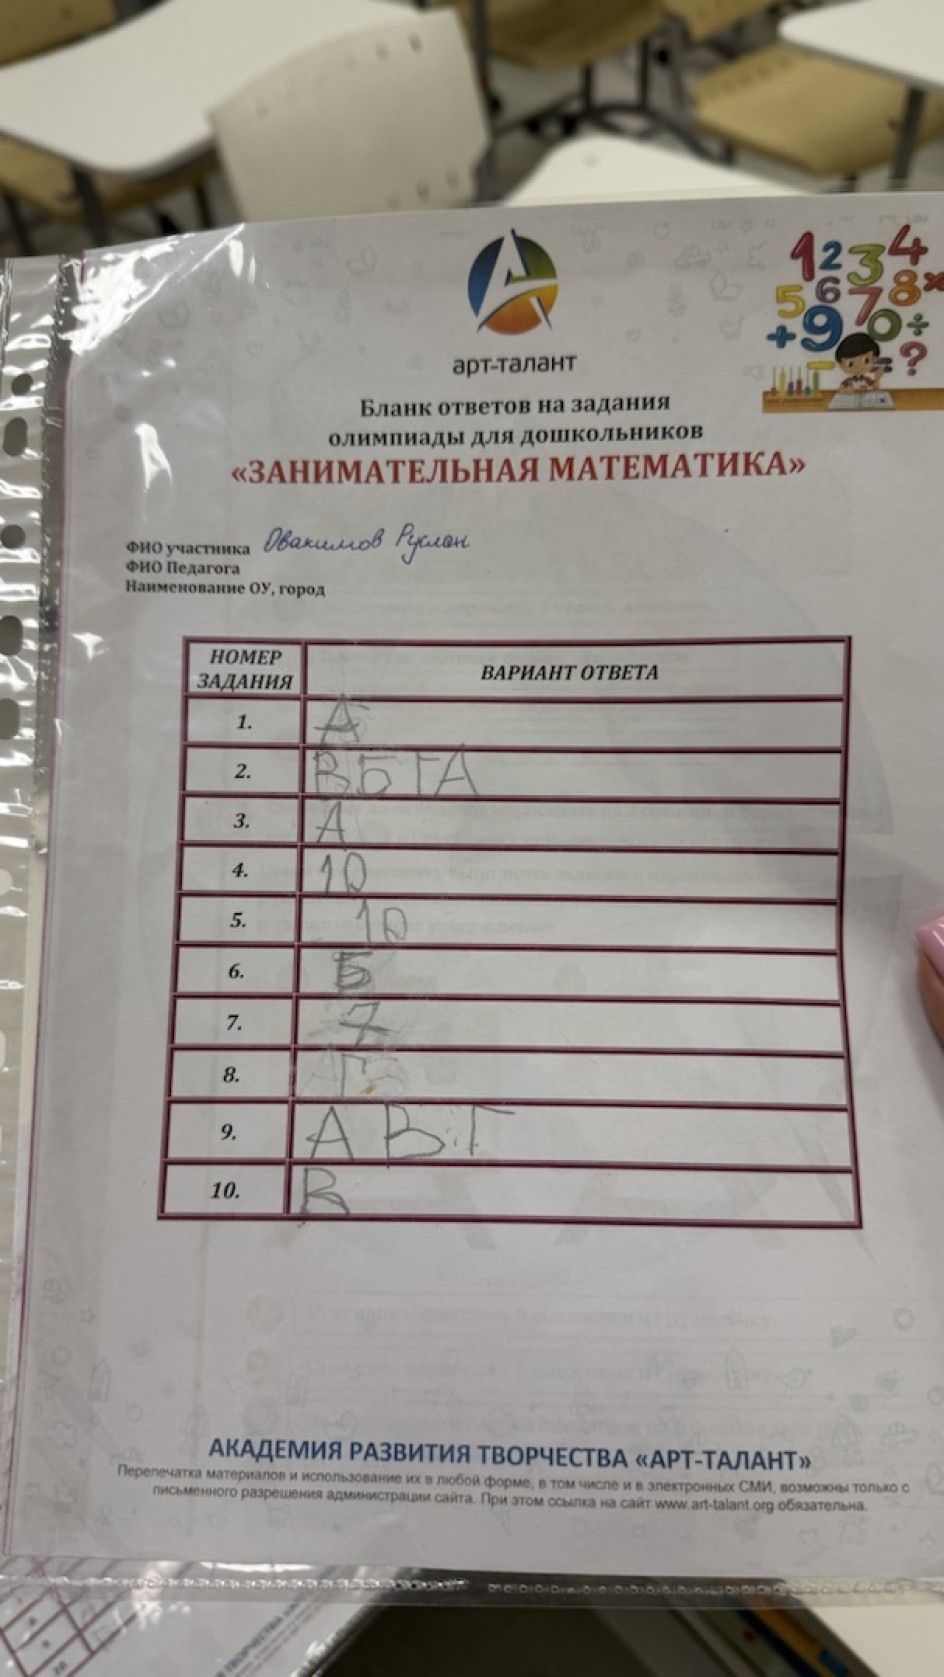 1 2 3 4
5 6 7 8 ×
+ 9 0 ÷
= ?
арт-талант
Бланк ответов на задания
олимпиады для дошкольников
«ЗАНИМАТЕЛЬНАЯ МАТЕМАТИКА»
ФИО участника Овакимов Руслан
ФИО Педагога
Наименование ОУ, город
НОМЕР ЗАДАНИЯ ВАРИАНТ ОТВЕТА
1. А
2. В Б Г А
3. А
4. 10
5. 10
6. Б
7. 7
8. Г
9. А В Г
10. В
АКАДЕМИЯ РАЗВИТИЯ ТВОРЧЕСТВА «АРТ-ТАЛАНТ»
Перепечатка материалов и использование их в любой форме, в том числе и в электронных СМИ, возможны только с
письменного разрешения администрации сайта. При этом ссылка на сайт www.art-talant.org обязательна.